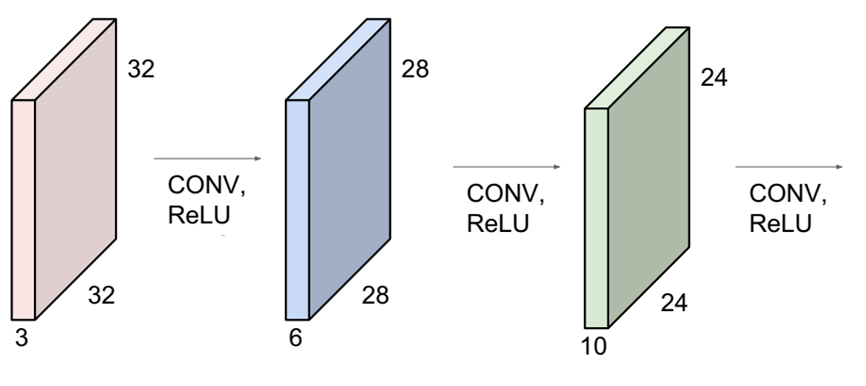 32
32
3
CONV,
ReLU
28
28
6
CONV,
ReLU
24
24
10
CONV,
ReLU